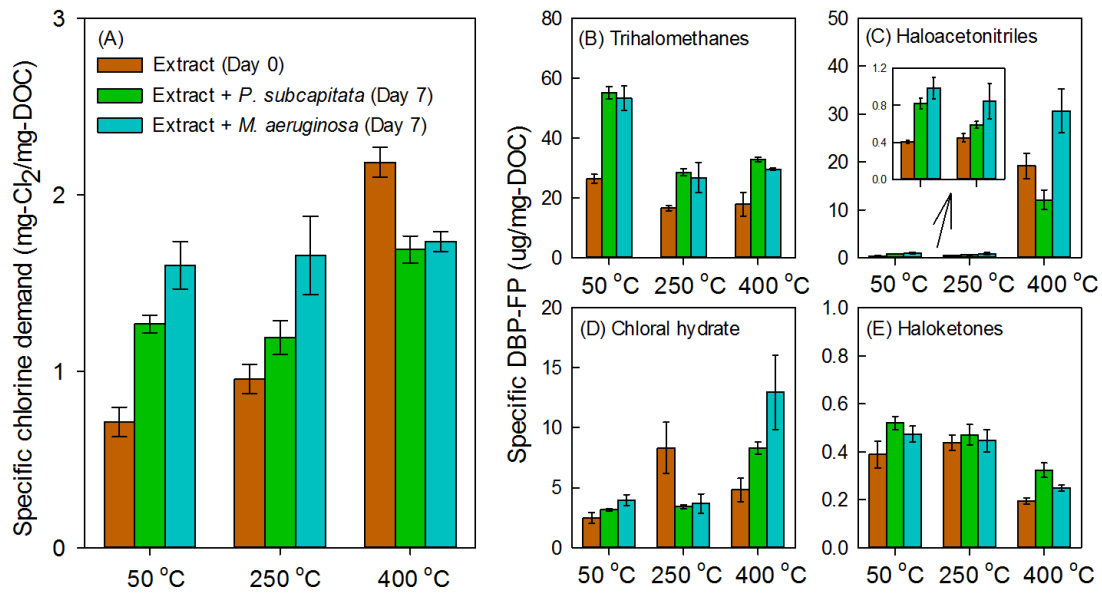 Specific chlorine demand (mg-Cl2/mg-DOC)
3
2
1
0
(A)
Extract (Day 0)
Extract + P. subcapitata (Day 7)
Extract + M. aeruginosa (Day 7)
50 °C 250 °C 400 °C
Specific DBP-FP (ug/mg-DOC)
80
60
40
20
0
(B) Trihalomethanes
50 °C 250 °C 400 °C
50
40
30
20
10
0
(C) Haloacetonitriles
1.2
0.8
0.4
0.0
50 °C 250 °C 400 °C
20
15
10
5
0
(D) Chloral hydrate
50 °C 250 °C 400 °C
1.0
0.8
0.6
0.4
0.2
0.0
(E) Haloketones
50 °C 250 °C 400 °C